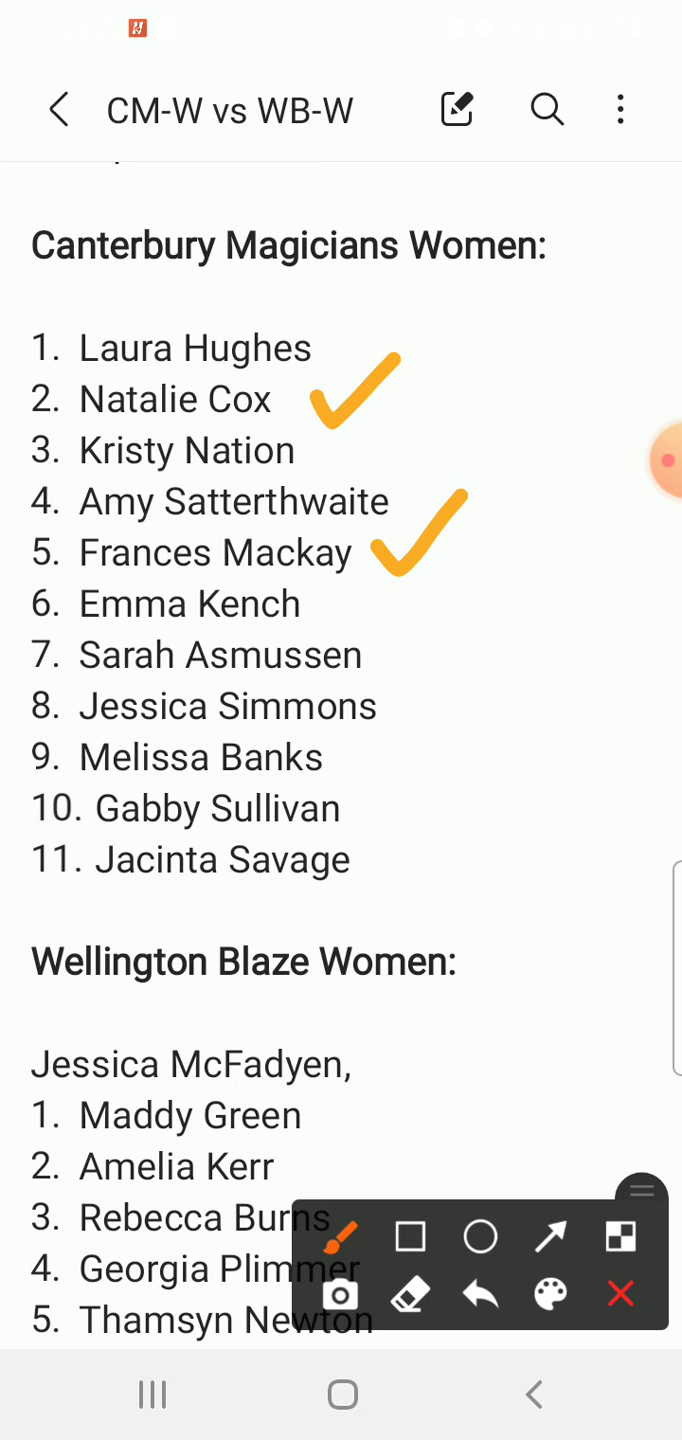 CM-W vs WB-W
Canterbury Magicians Women:
1. Laura Hughes
2. Natalie Cox
3. Kristy Nation
4. Amy Satterthwaite
5. Frances Mackay
6. Emma Kench
7. Sarah Asmussen
8. Jessica Simmons
9. Melissa Banks
10. Gabby Sullivan
11. Jacinta Savage
Wellington Blaze Women:
Jessica McFadyen,
1. Maddy Green
2. Amelia Kerr
3. Rebecca Burns
4. Georgia Plimmer
5. Thamsyn Newton